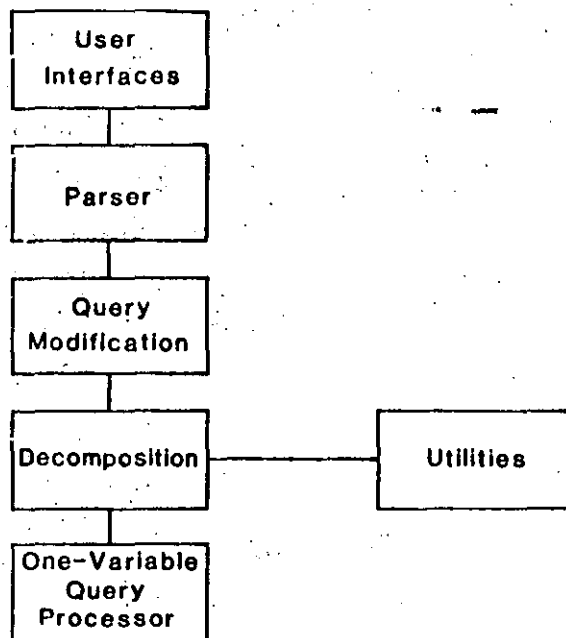 User
Interfaces
Parser
Query
Modification
Decomposition
Utilities
One-Variable
Query
Processor